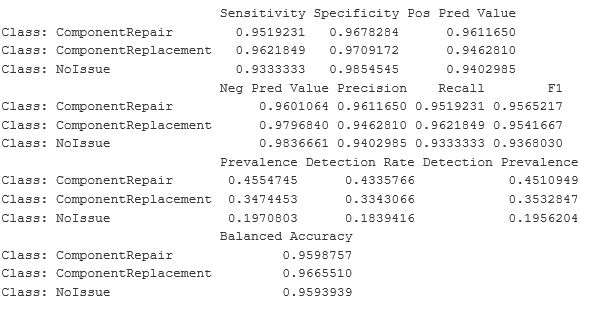 Sensitivity Specificity Pos Pred Value
Class: ComponentRepair 0.9519231 0.9678284 0.9611650
Class: ComponentReplacement 0.9621849 0.9709172 0.9462810
Class: NoIssue 0.9333333 0.9854545 0.9402985
Neg Pred Value Precision Recall F1
Class: ComponentRepair 0.9601064 0.9611650 0.9519231 0.9565217
Class: ComponentReplacement 0.9796840 0.9462810 0.9621849 0.9541667
Class: NoIssue 0.9836661 0.9402985 0.9333333 0.9368030
Prevalence Detection Rate Detection Prevalence
Class: ComponentRepair 0.4554745 0.4335766 0.4510949
Class: ComponentReplacement 0.3474453 0.3343066 0.3532847
Class: NoIssue 0.1970803 0.1839416 0.1956204
Balanced Accuracy
Class: ComponentRepair 0.9598757
Class: ComponentReplacement 0.9665510
Class: NoIssue 0.9593939